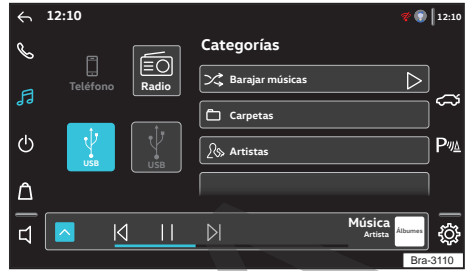 12:10
12:10
Categorías
Teléfono
Radio
Barajar músicas
Carpetas
USB
USB
Artistas
P
Música
Artista
Álbumes
Bra-3110